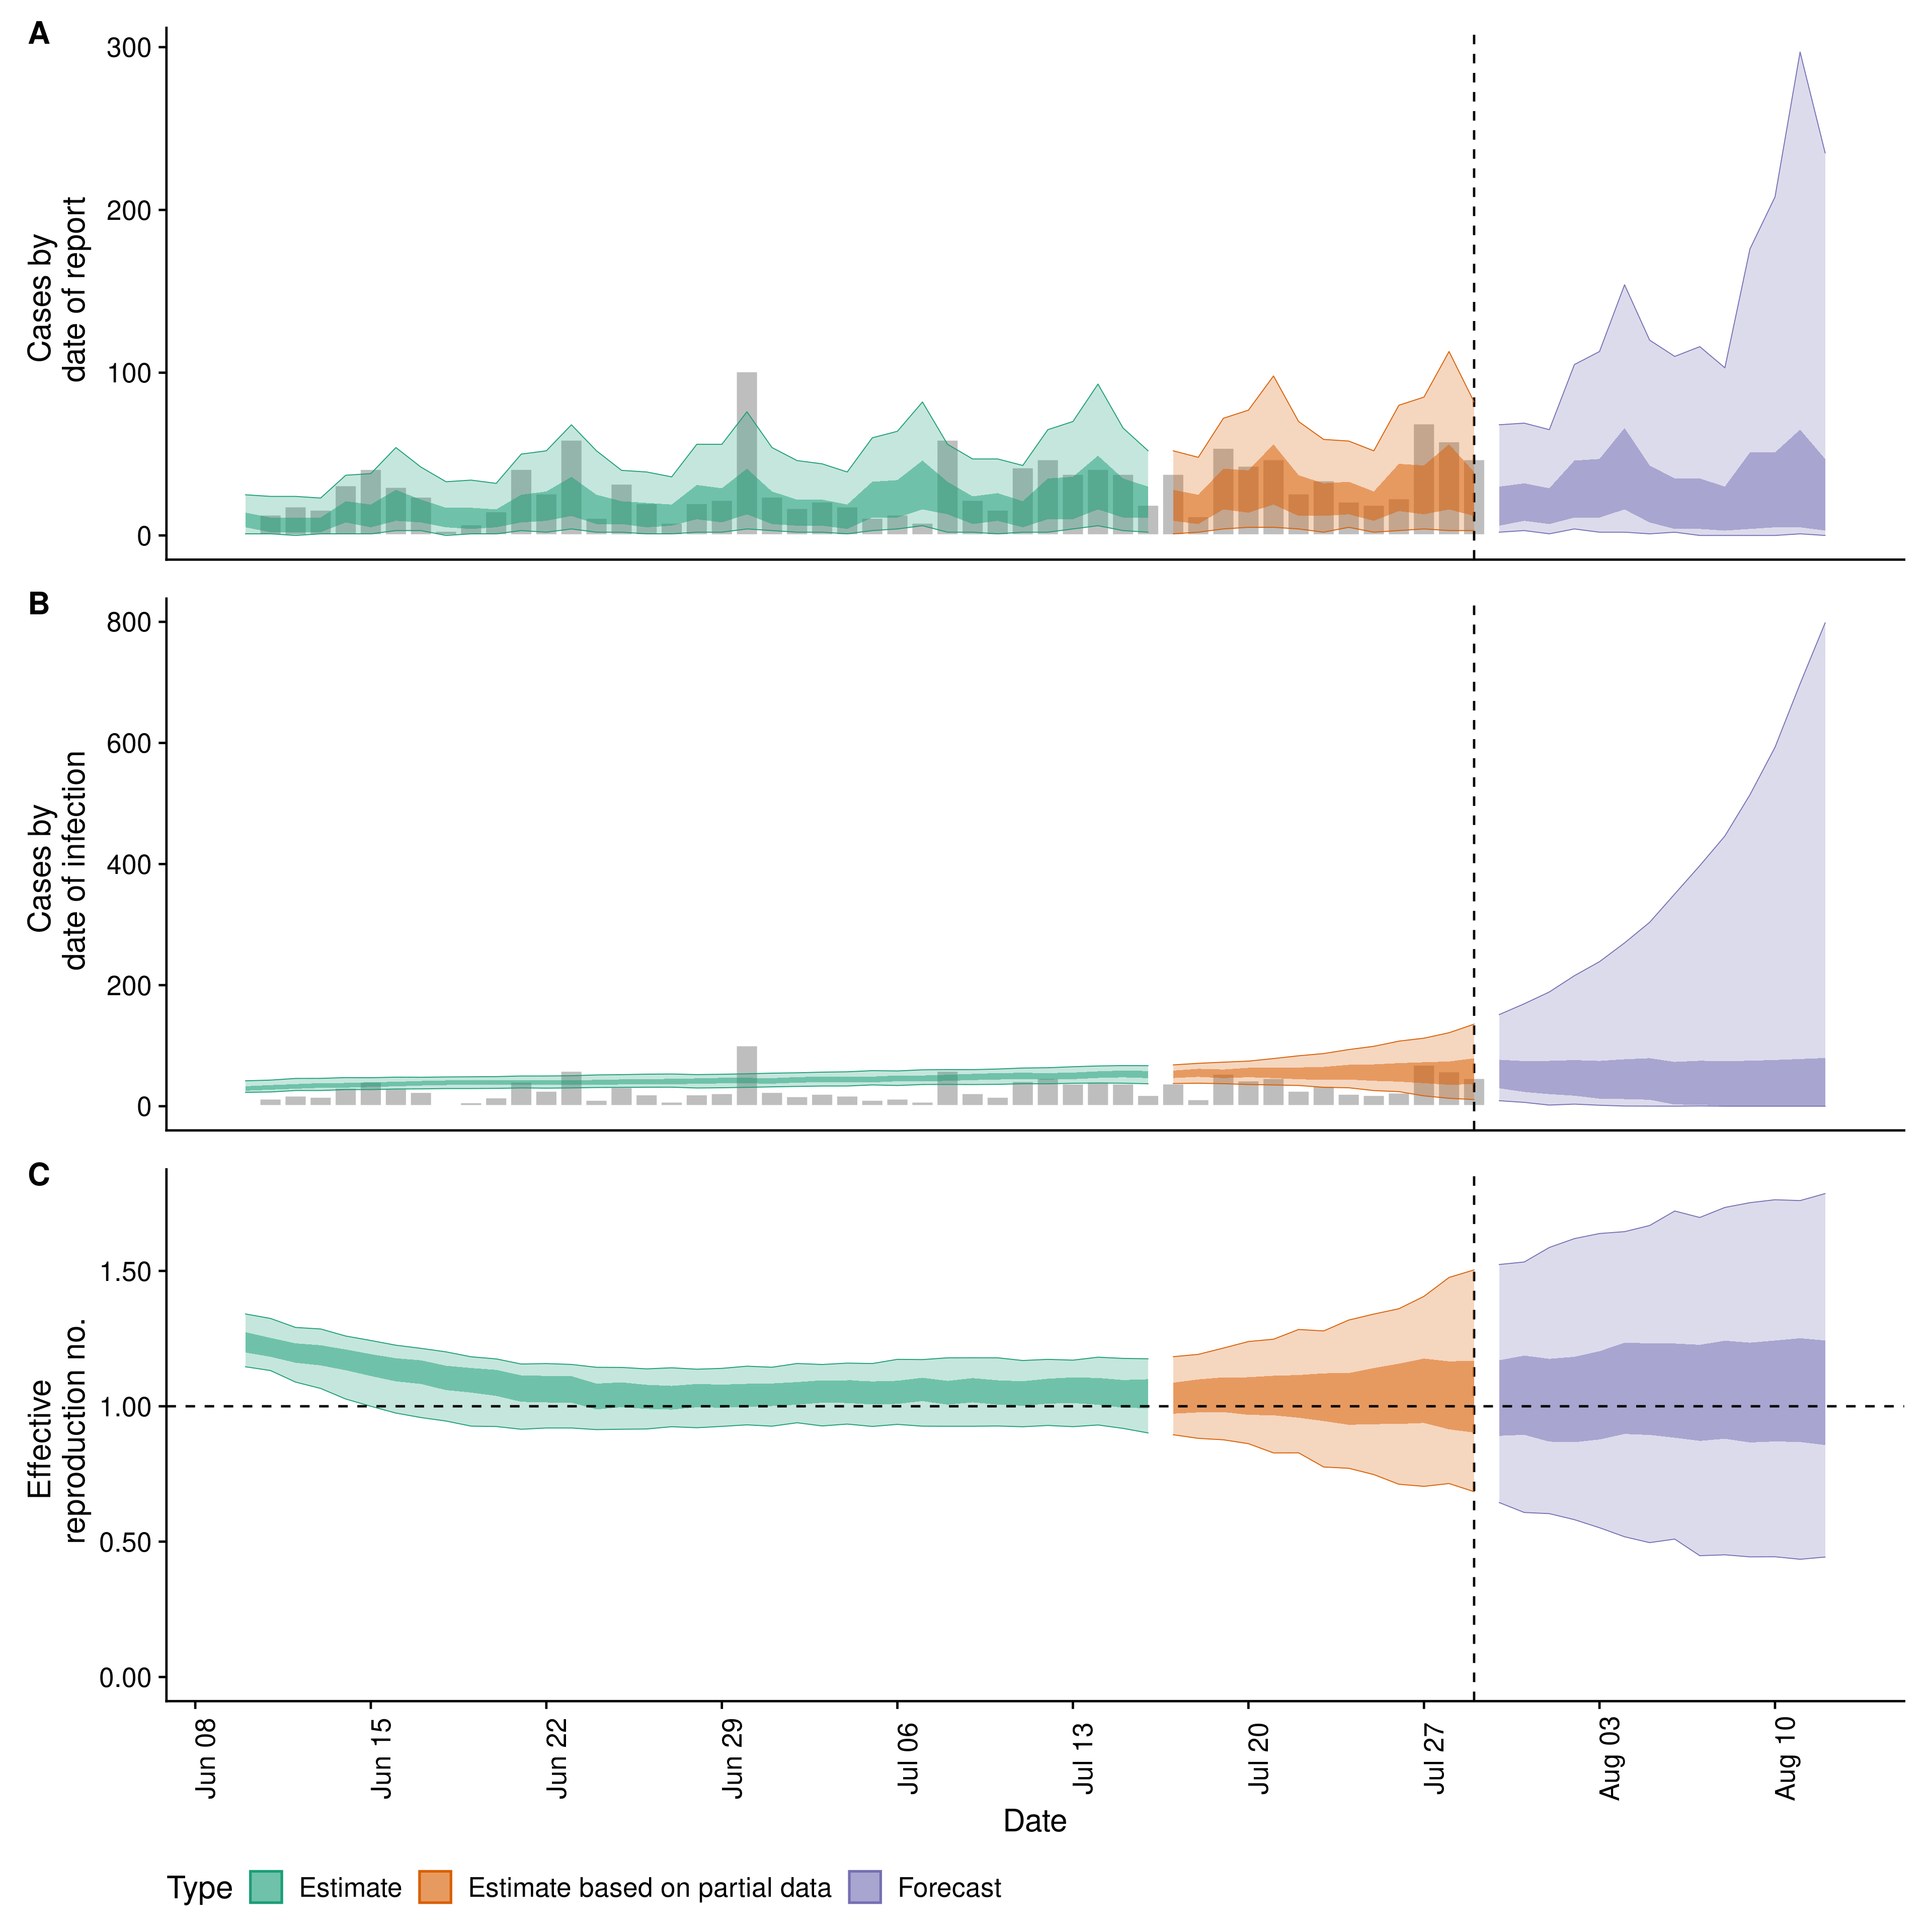 A
300
200
100
0
Cases by
date of report
B
800
600
400
200
0
Cases by
date of infection
C
1.50
1.00
0.50
0.00
Effective
reproduction no.
Jun 08
Jun 15
Jun 22
Jun 29
Jul 06
Jul 13
Jul 20
Jul 27
Aug 03
Aug 10
Date
Type Estimate Estimate based on partial data Forecast